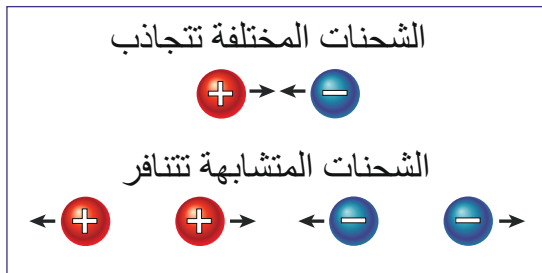 الشحنات المختلفة تتجاذب
+ −
الشحنات المتشابهة تتنافر
+ + − −